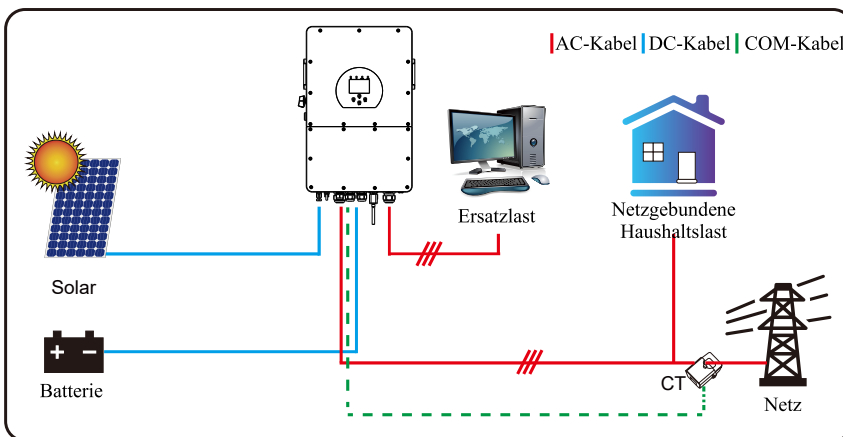 AC-Kabel DC-Kabel COM-Kabel
Ersatzlast
Netzgebundene
Haushaltslast
Solar
Batterie
CT
Netz